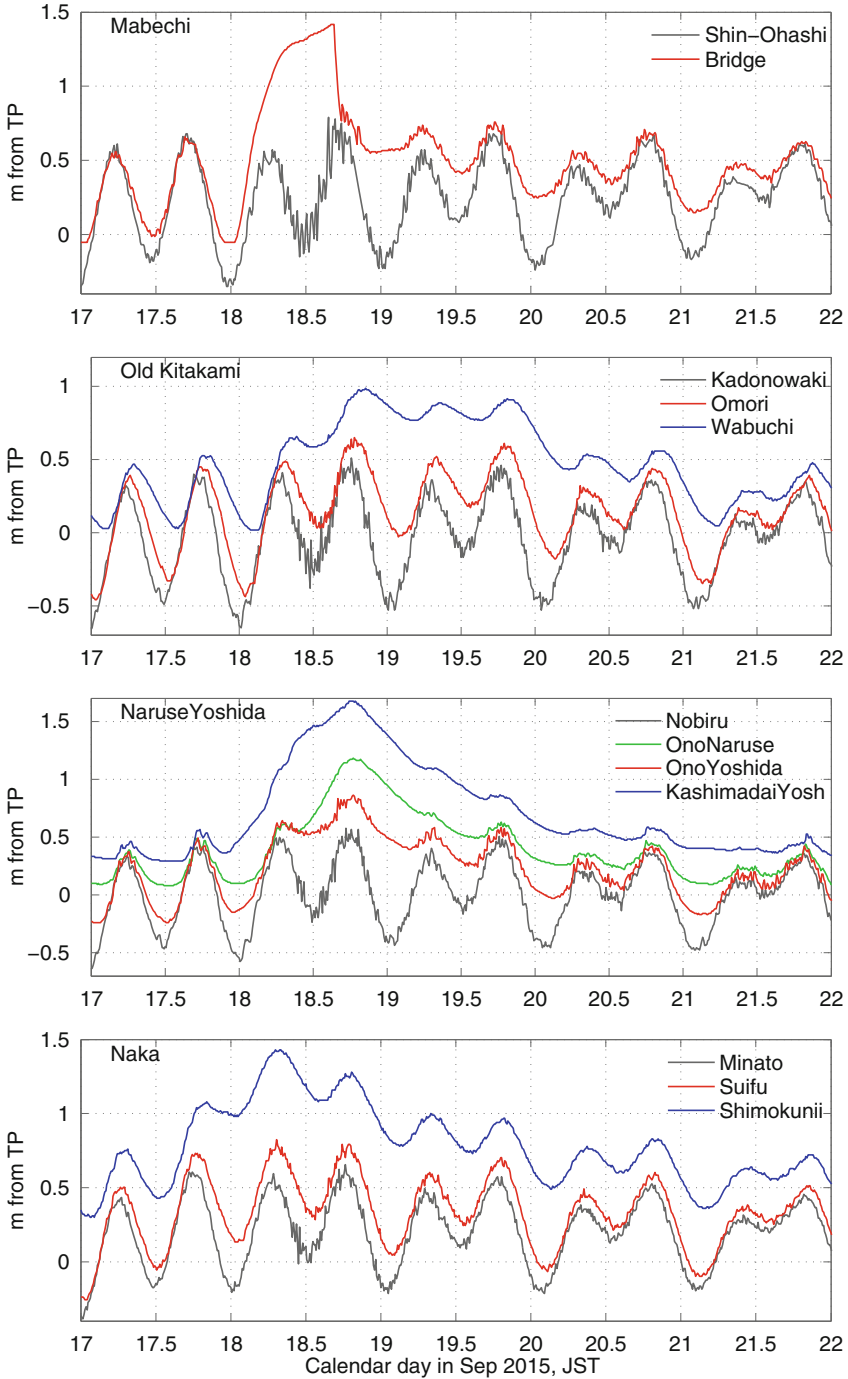 Mabechi
Shin-Ohashi
Bridge
m from TP
1.5
1
0.5
0
17 17.5 18 18.5 19 19.5 20 20.5 21 21.5 22
Old Kitakami
Kadonowaki
Omori
Wabuchi
m from TP
1
0.5
0
−0.5
17 17.5 18 18.5 19 19.5 20 20.5 21 21.5 22
NaruseYoshida
Nobiru
OnoNaruse
OnoYoshida
KashimadaiYosh
m from TP
1.5
1
0.5
0
−0.5
17 17.5 18 18.5 19 19.5 20 20.5 21 21.5 22
Naka
Minato
Suifu
Shimokunii
m from TP
1.5
1
0.5
0
17 17.5 18 18.5 19 19.5 20 20.5 21 21.5 22
Calendar day in Sep 2015, JST